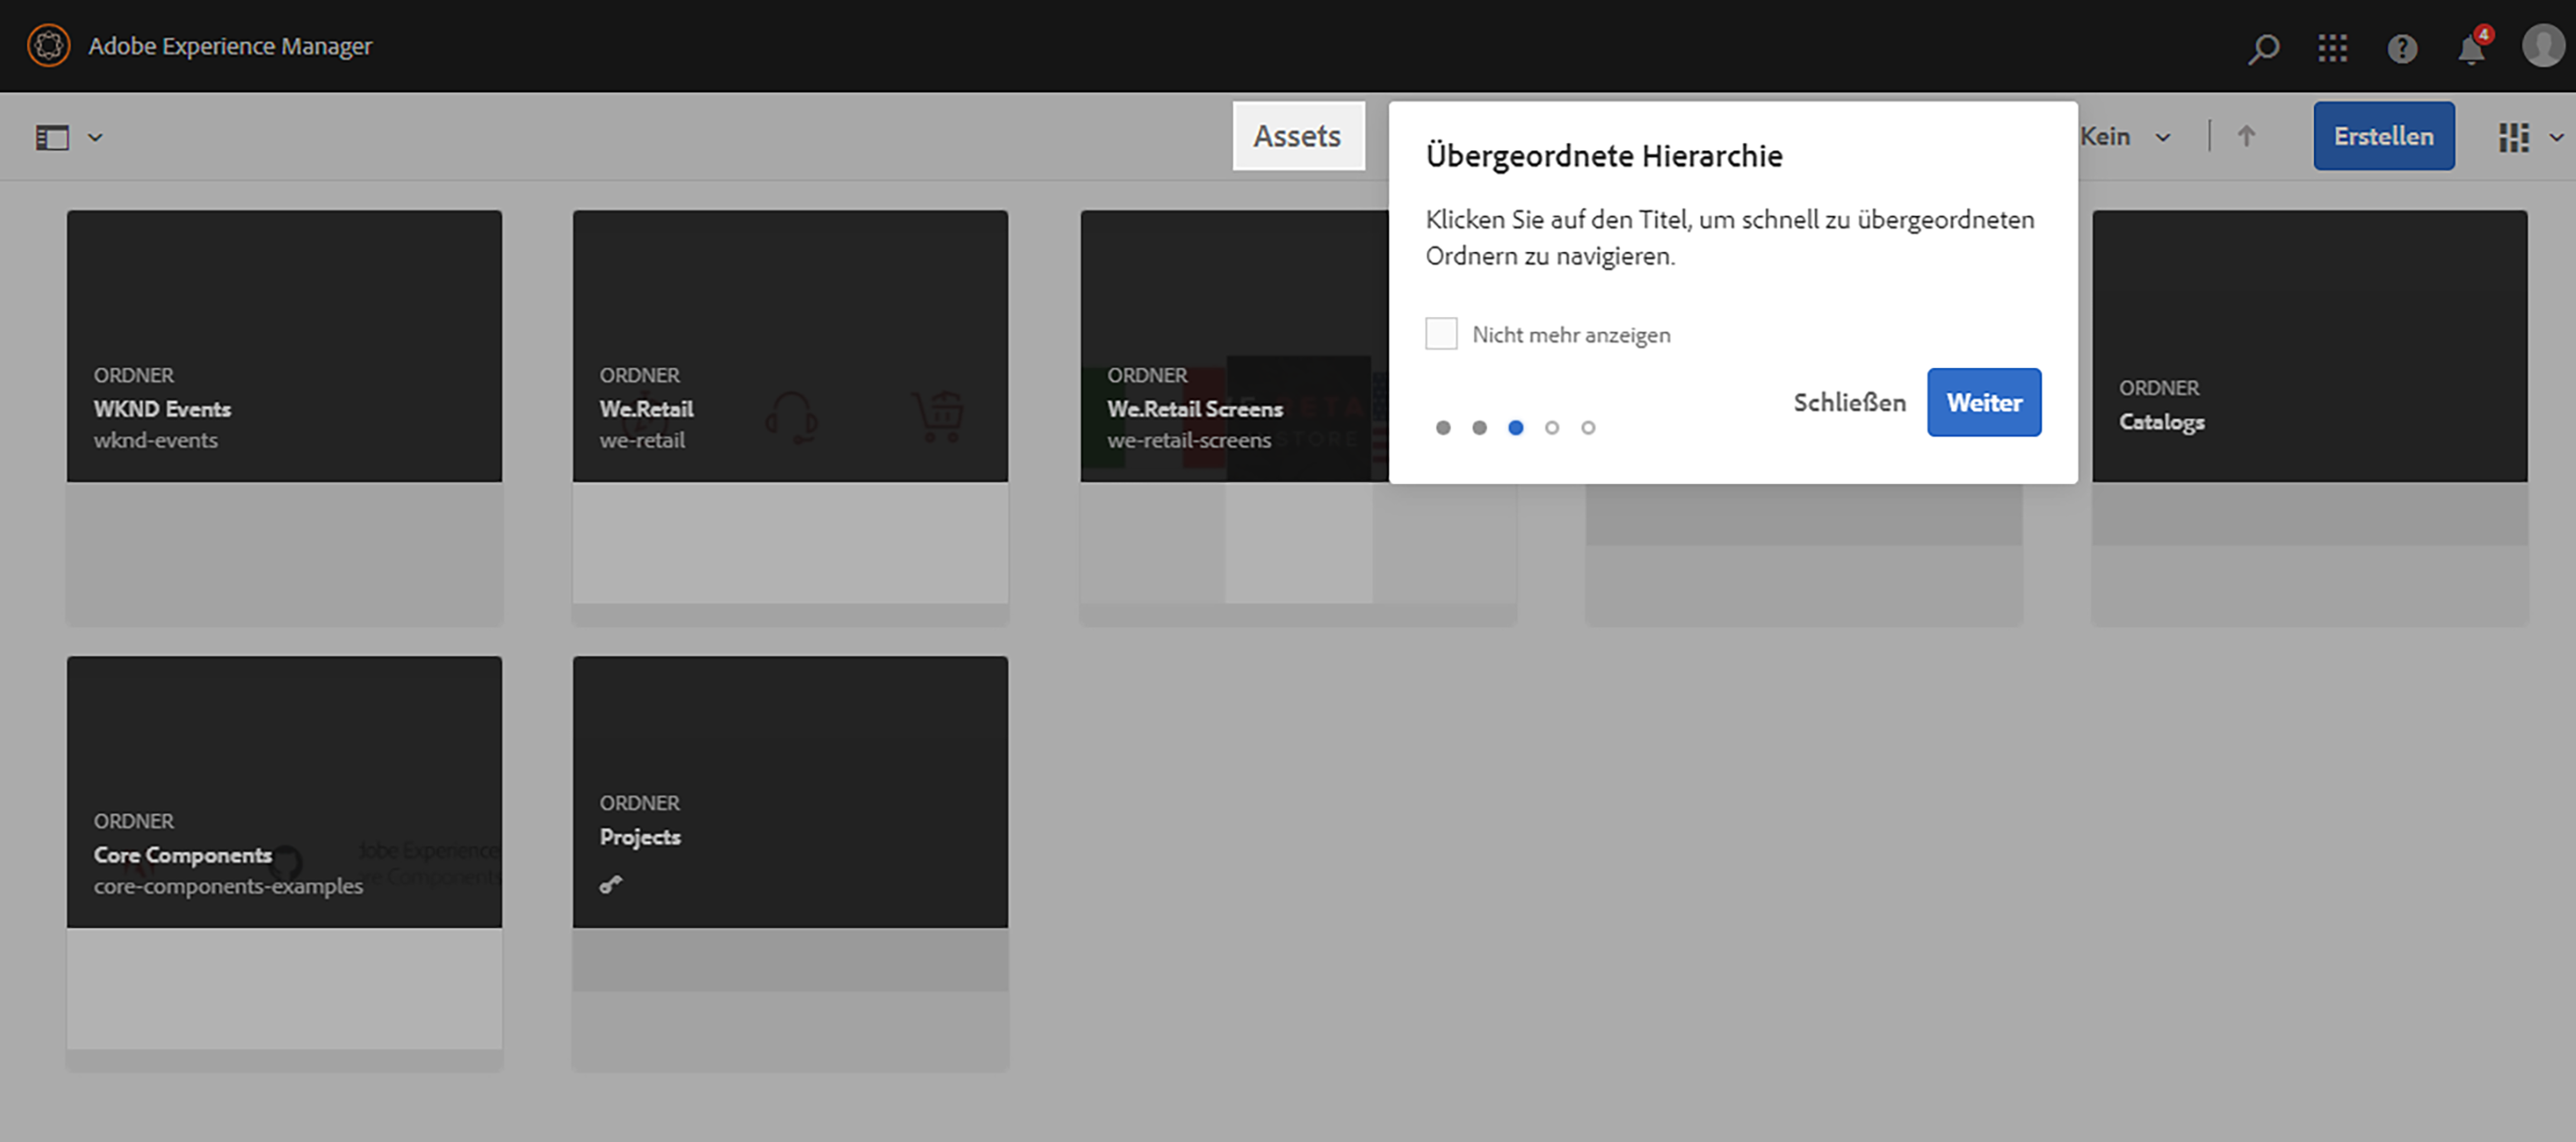 Adobe Experience Manager
4
Assets
Kein
Erstellen
Übergeordnete Hierarchie
Klicken Sie auf den Titel, um schnell zu übergeordneten
Ordnern zu navigieren.
Nicht mehr anzeigen
Schließen
Weiter
ORDNER
WKND Events
wknd-events
ORDNER
We.Retail
we-retail
ORDNER
We.Retail Screens
we-retail-screens
STORE
ORDNER
Catalogs
ORDNER
Core Components
core-components-examples
ORDNER
Projects